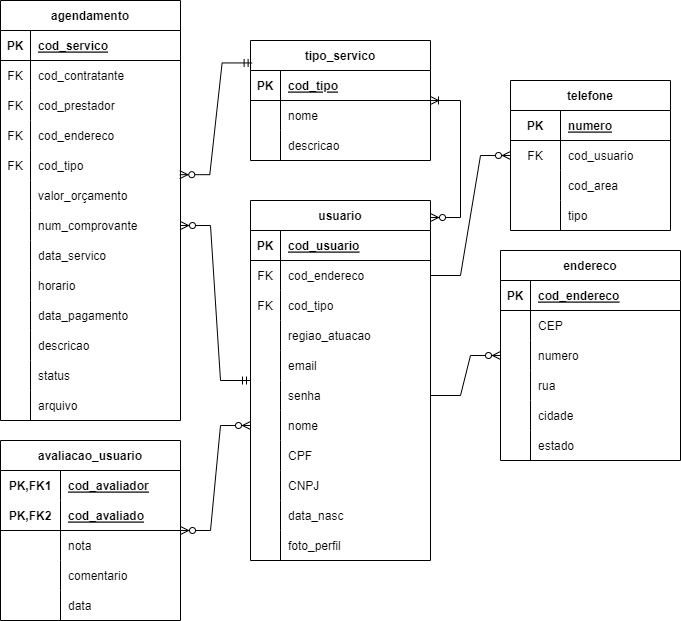 agendamento
PK cod_servico
FK cod_contratante
FK cod_prestador
FK cod_endereco
FK cod_tipo
valor_orçamento
num_comprovante
data_servico
horario
data_pagamento
descricao
status
arquivo
avaliacao_usuario
PK,FK1 cod_avaliador
PK,FK2 cod_avaliado
nota
comentario
data
tipo_servico
PK cod_tipo
nome
descricao
usuario
PK cod_usuario
FK cod_endereco
FK cod_tipo
regiao_atuacao
email
senha
nome
CPF
CNPJ
data_nasc
foto_perfil
telefone
PK numero
FK cod_usuario
cod_area
tipo
endereco
PK cod_endereco
CEP
numero
rua
cidade
estado